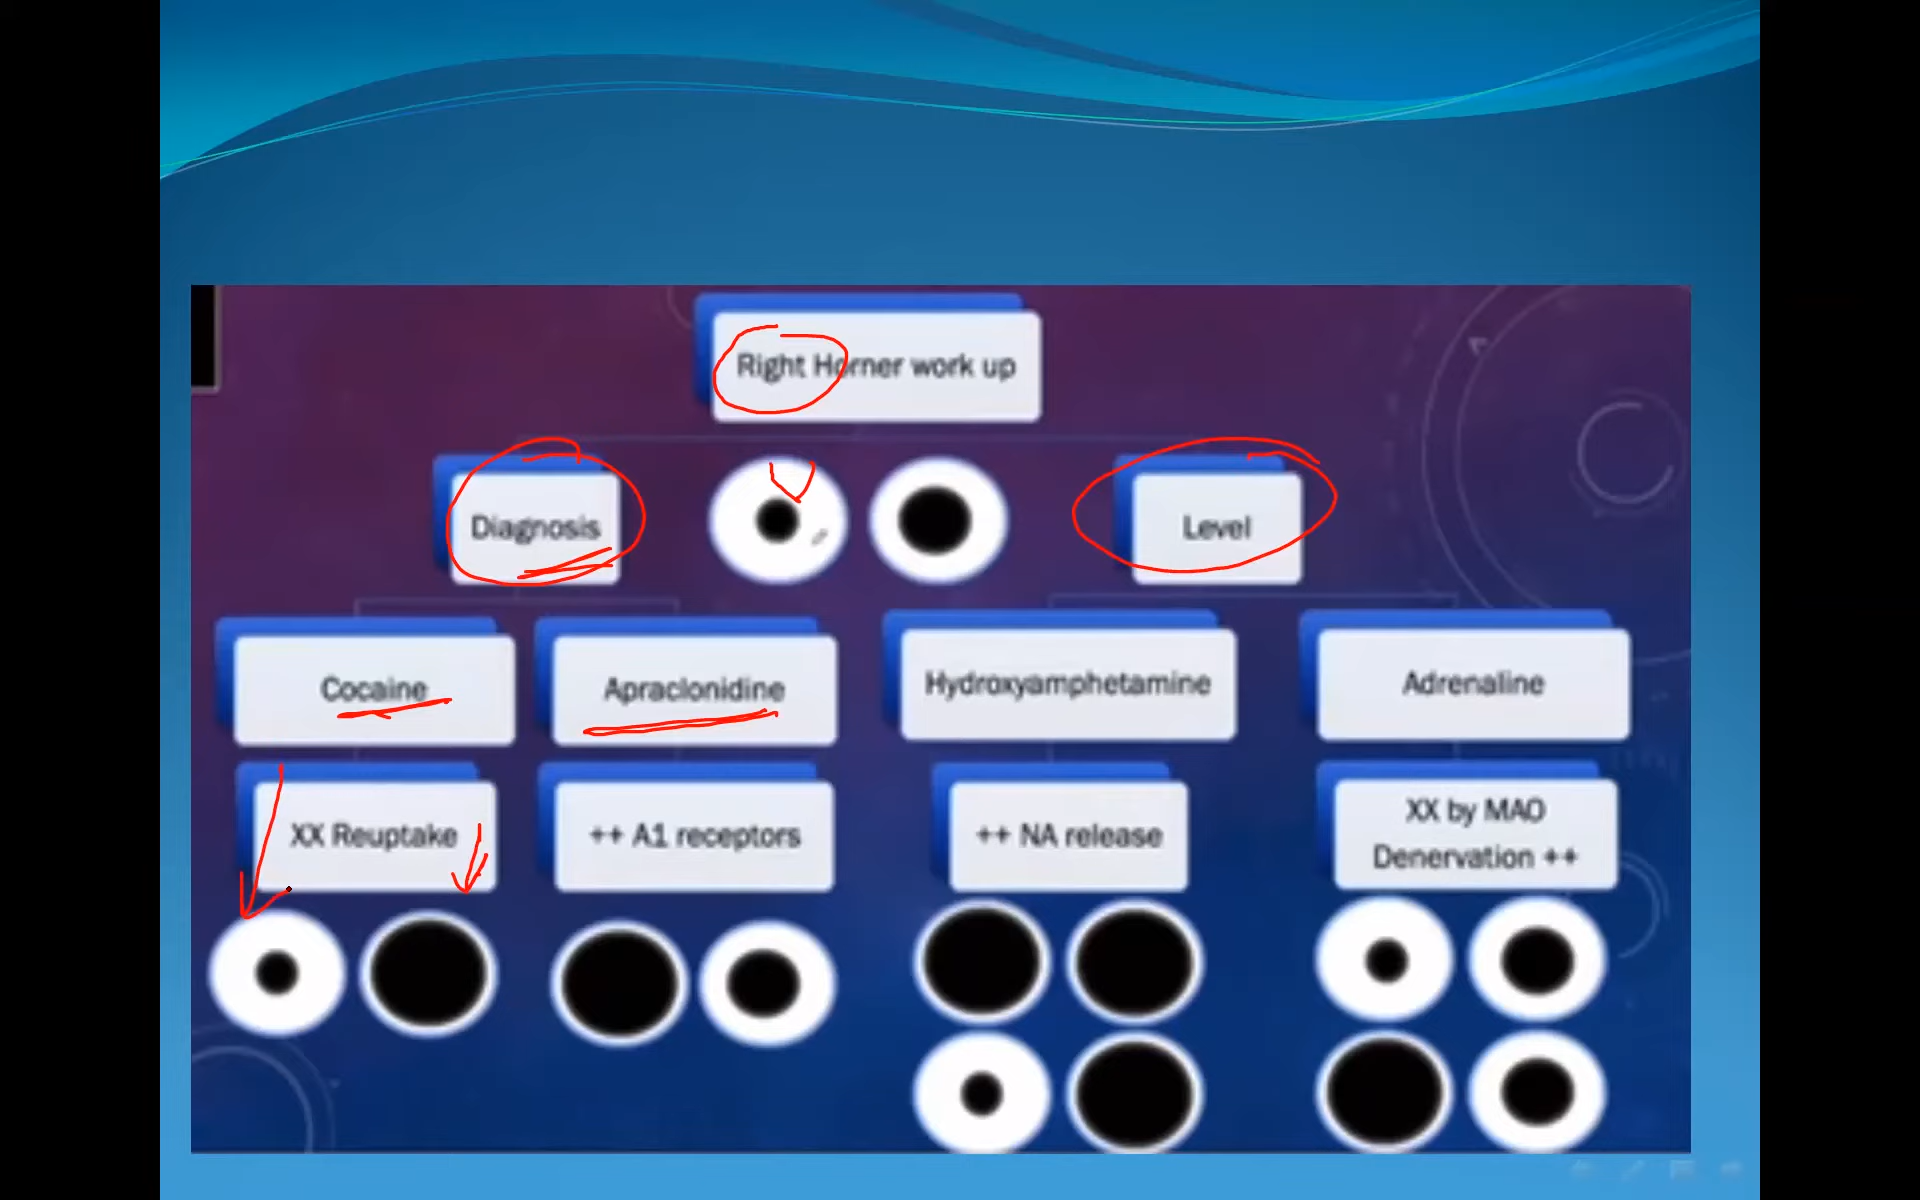 Right Horner work up
Diagnosis
Level
Cocaine
Apraclonidine
Hydroxyamphetamine
Adrenaline
XX Reuptake
++ A1 receptors
++ NA release
XX by MAO
Denervation ++